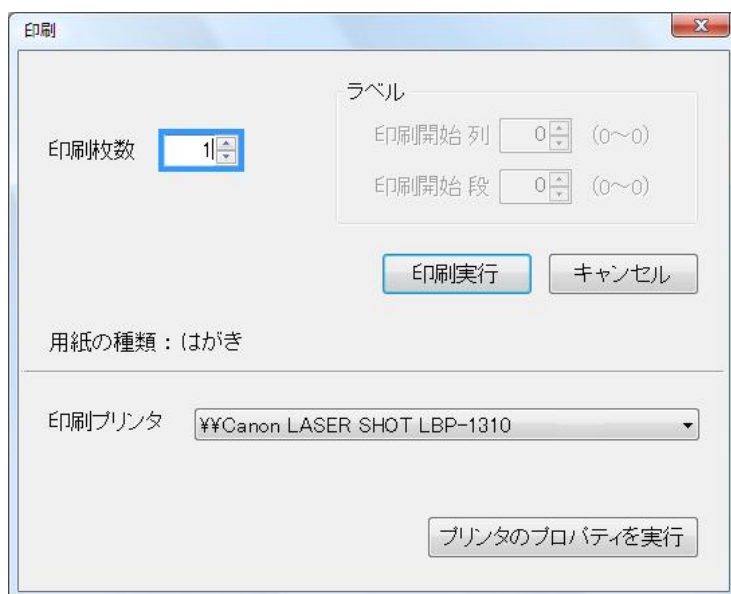 印刷
ラベル
印刷枚数 1
印刷開始 列 0 (0～0)
印刷開始 段 0 (0～0)
印刷実行 キャンセル
用紙の種類：はがき
印刷プリンタ ¥¥Canon LASER SHOT LBP-1310
プリンタのプロパティを実行